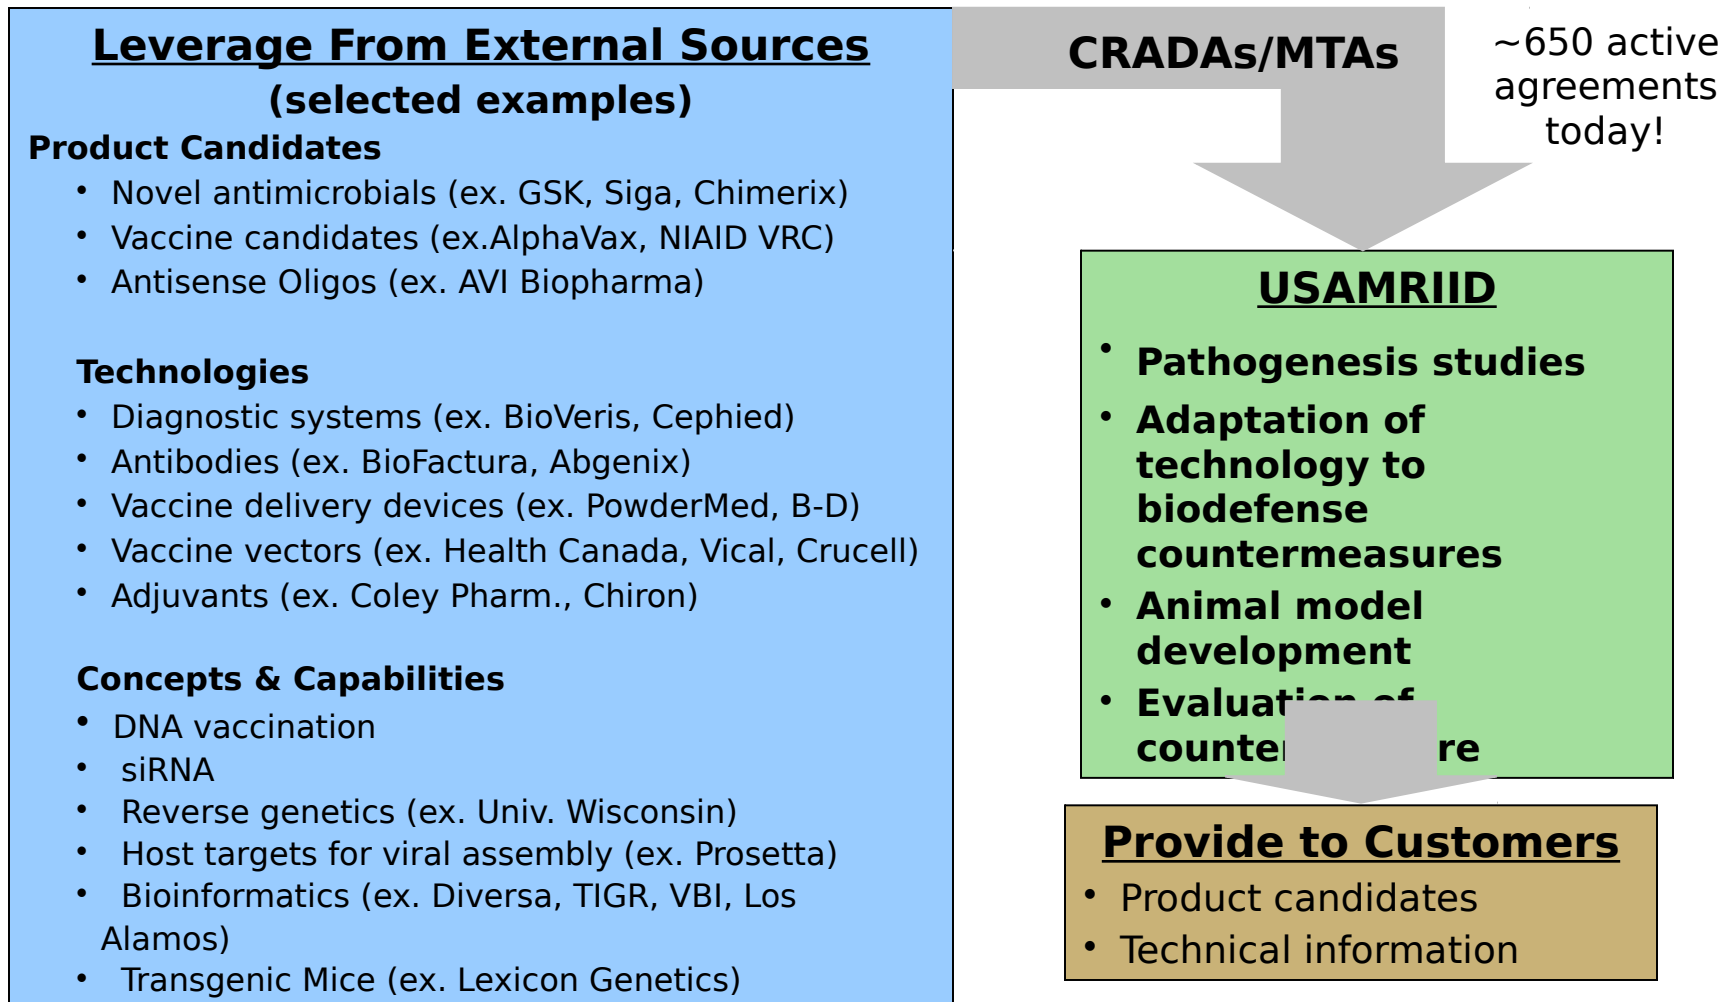 Leverage From External Sources
(selected examples)
Product Candidates
• Novel antimicrobials (ex. GSK, Siga, Chimerix)
• Vaccine candidates (ex.AlphaVax, NIAID VRC)
• Antisense Oligos (ex. AVI Biopharma)
Technologies
• Diagnostic systems (ex. BioVeris, Cephied)
• Antibodies (ex. BioFactura, Abgenix)
• Vaccine delivery devices (ex. PowderMed, B-D)
• Vaccine vectors (ex. Health Canada, Vical, Crucell)
• Adjuvants (ex. Coley Pharm., Chiron)
Concepts & Capabilities
• DNA vaccination
• siRNA
• Reverse genetics (ex. Univ. Wisconsin)
• Host targets for viral assembly (ex. Prosetta)
• Bioinformatics (ex. Diversa, TIGR, VBI, Los
Alamos)
• Transgenic Mice (ex. Lexicon Genetics)
CRADAs/MTAs
~650 active
agreements
today!
USAMRIID
• Pathogenesis studies
• Adaptation of
technology to
biodefense
countermeasures
• Animal model
development
• Evaluation of
Provide to Customers
• Product candidates
• Technical information